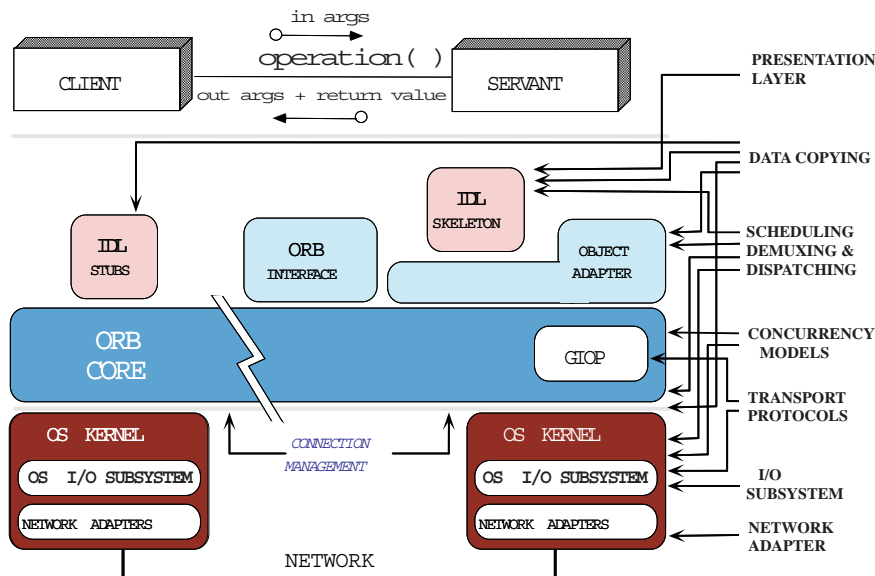 in args
operation( )
CLIENT
SERVANT
out args + return value
PRESENTATION
LAYER
DATA COPYING
IDL
SKELETON
IDL
STUBS
ORB
INTERFACE
OBJECT
ADAPTER
SCHEDULING
DEMUXING &
DISPATCHING
ORB
CORE
GIOP
CONCURRENCY
MODELS
TRANSPORT
PROTOCOLS
OS KERNEL
OS I/O SUBSYSTEM
NETWORK ADAPTERS
CONNECTION
MANAGEMENT
OS KERNEL
OS I/O SUBSYSTEM
NETWORK ADAPTERS
I/O
SUBSYSTEM
NETWORK
ADAPTER
NETWORK